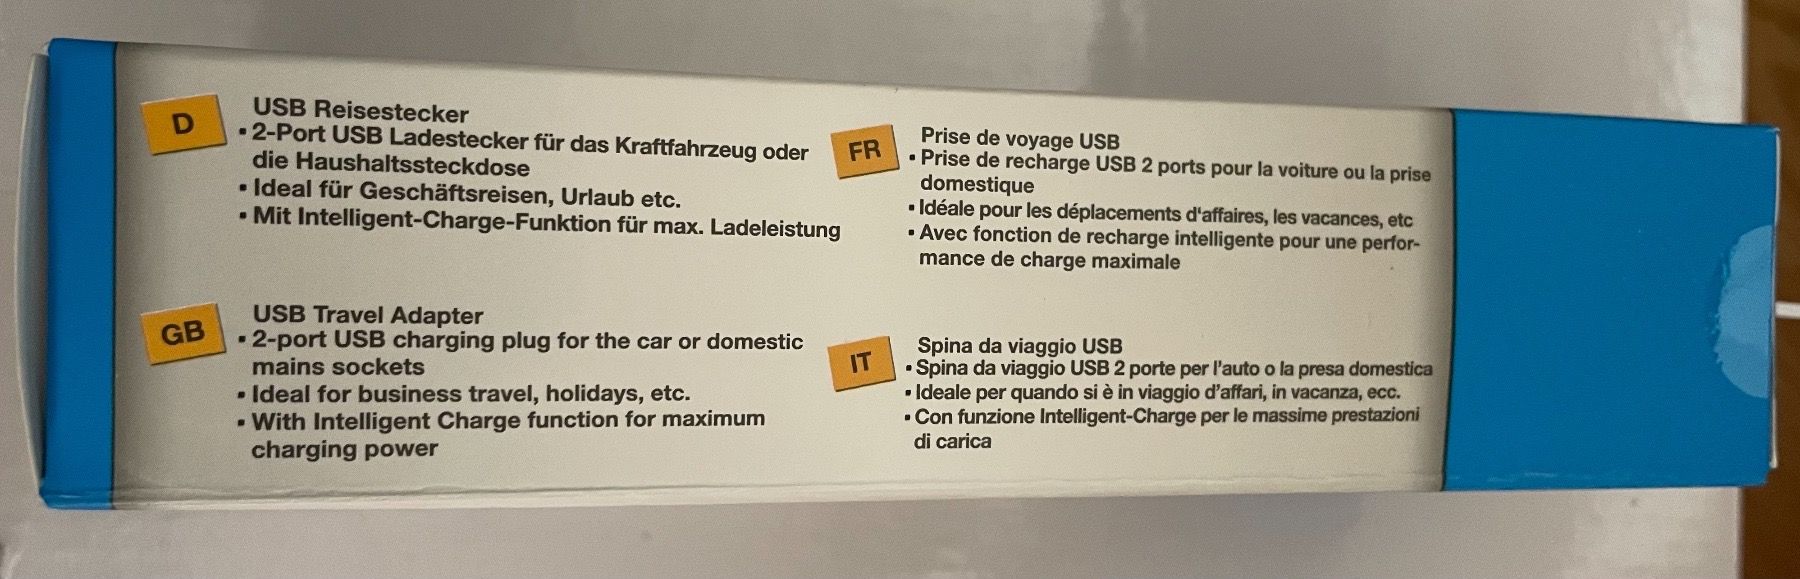 D
USB Reisestecker
▪ 2-Port USB Ladestecker für das Kraftfahrzeug oder
die Haushaltssteckdose
▪ Ideal für Geschäftsreisen, Urlaub etc.
▪ Mit Intelligent-Charge-Funktion für max. Ladeleistung
FR
Prise de voyage USB
▪ Prise de recharge USB 2 ports pour la voiture ou la prise
domestique
▪ Idéale pour les déplacements d'affaires, les vacances, etc
▪ Avec fonction de recharge intelligente pour une perfor-
mance de charge maximale
GB
USB Travel Adapter
▪ 2-port USB charging plug for the car or domestic
mains sockets
▪ Ideal for business travel, holidays, etc.
▪ With Intelligent Charge function for maximum
charging power
IT
Spina da viaggio USB
▪ Spina da viaggio USB 2 porte per l'auto o la presa domestica
▪ Ideale per quando si è in viaggio d'affari, in vacanza, ecc.
▪ Con funzione Intelligent-Charge per le massime prestazioni
di carica